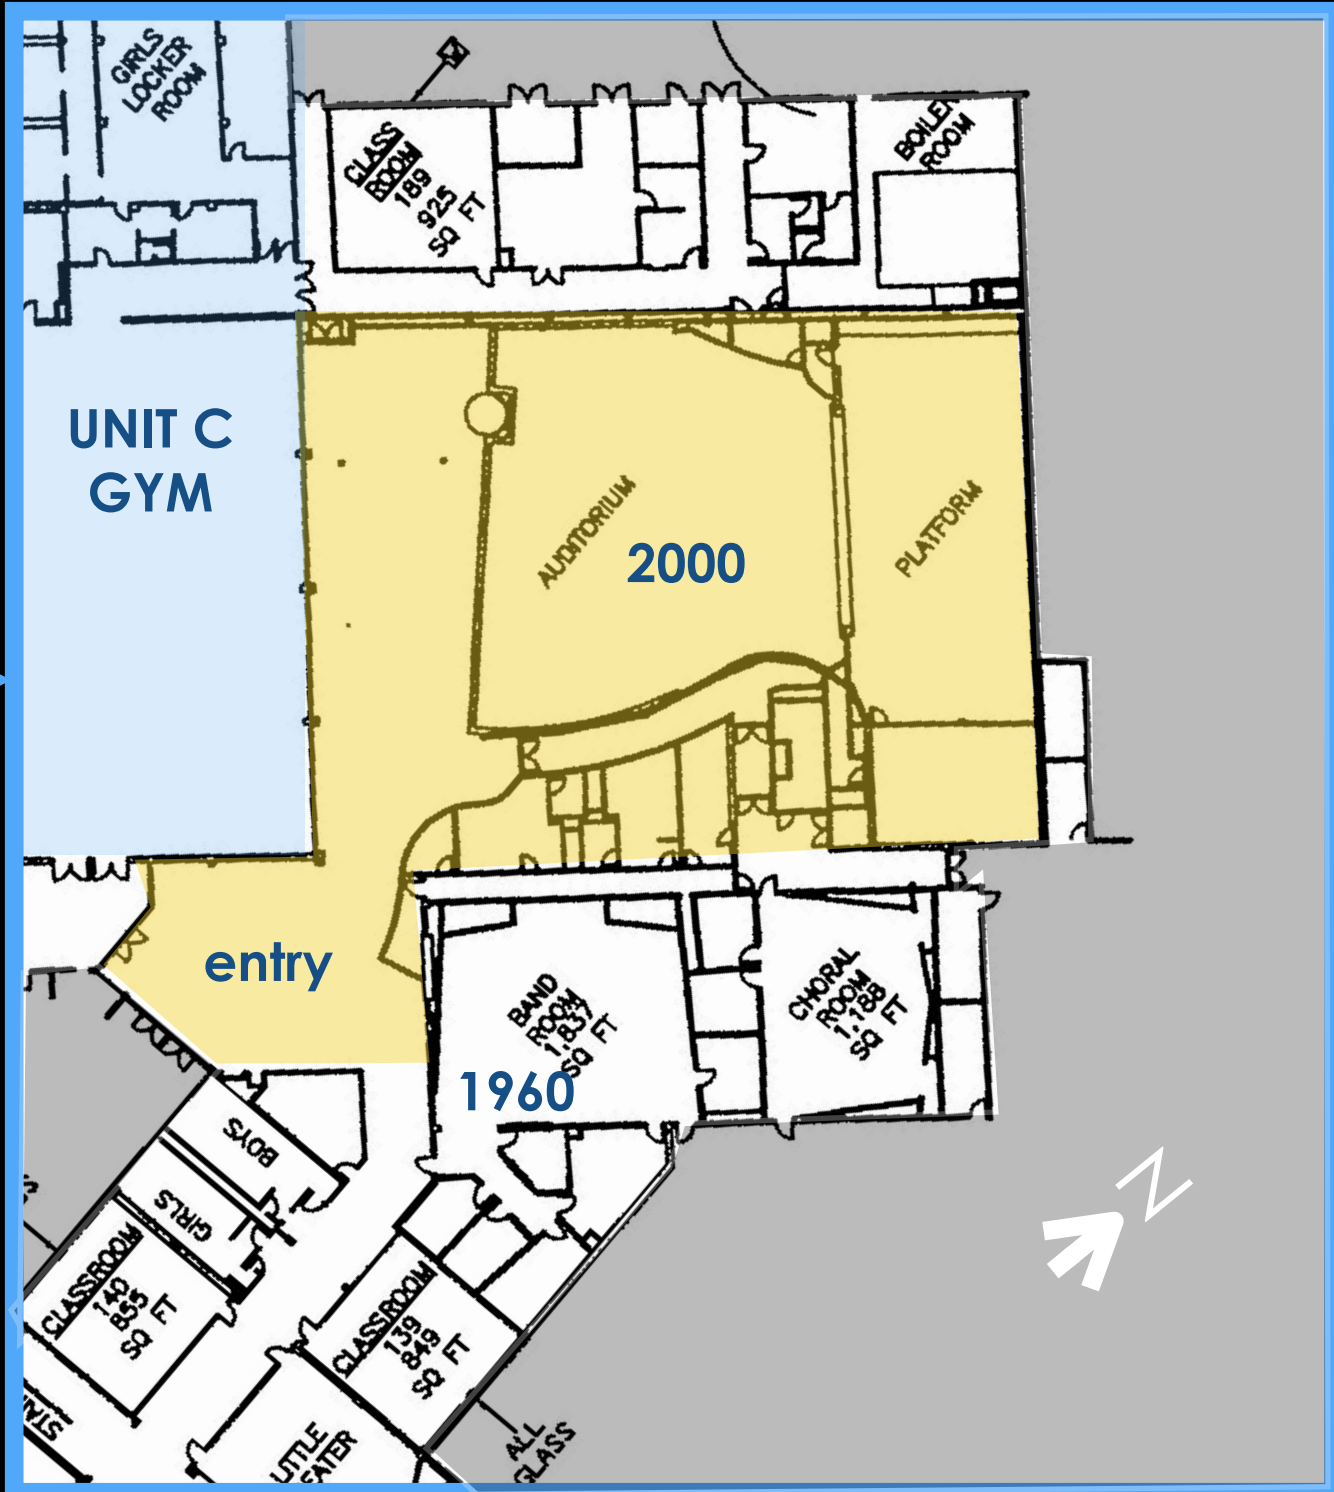 GIRLS
LOCKER
ROOM
CLASS
ROOM
189
925
SQ FT
BOILER
ROOM
UNIT C
GYM
AUDITORIUM
2000
PLATFORM
entry
BAND
ROOM
1,837
SQ FT
1960
CHORAL
ROOM
1,188
SQ FT
BOYS
GIRLS
CLASSROOM
140
855
SQ FT
CLASSROOM
139
849
SQ FT
N
ALL
GLASS